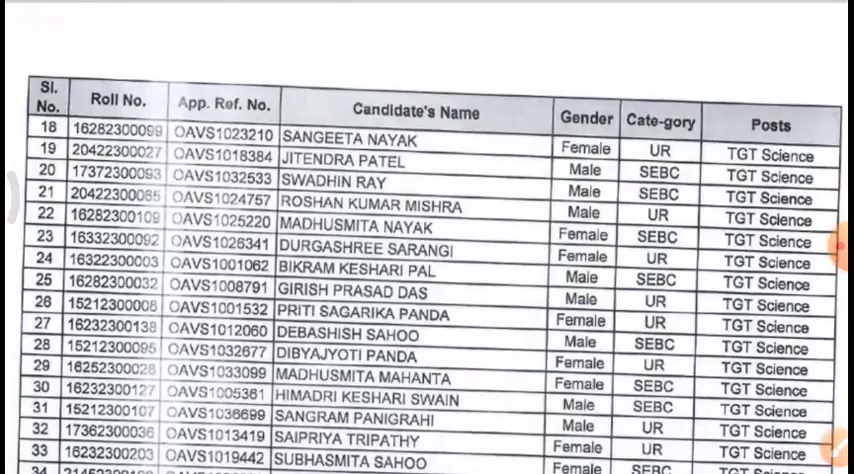 Sl. No. Roll No. App. Ref. No. Candidate's Name Gender Cate-gory Posts
18 16282300099 OAVS1023210 SANGEETA NAYAK Female UR TGT Science
19 20422300027 OAVS1018384 JITENDRA PATEL Male SEBC TGT Science
20 17372300093 OAVS1032533 SWADHIN RAY Male SEBC TGT Science
21 20422300065 OAVS1024757 ROSHAN KUMAR MISHRA Male UR TGT Science
22 16282300109 OAVS1025220 MADHUSMITA NAYAK Female SEBC TGT Science
23 16332300092 OAVS1026341 DURGASHREE SARANGI Female UR TGT Science
24 16322300003 OAVS1001062 BIKRAM KESHARI PAL Male SEBC TGT Science
25 16282300032 OAVS1008791 GIRISH PRASAD DAS Male UR TGT Science
26 15212300008 OAVS1001532 PRITI SAGARIKA PANDA Female UR TGT Science
27 16232300138 OAVS1012060 DEBASHISH SAHOO Male SEBC TGT Science
28 15212300095 OAVS1032677 DIBYAJYOTI PANDA Female UR TGT Science
29 16252300028 OAVS1033099 MADHUSMITA MAHANTA Female SEBC TGT Science
30 16232300127 OAVS1005361 HIMADRI KESHARI SWAIN Male SEBC TGT Science
31 15212300107 OAVS1036699 SANGRAM PANIGRAHI Male UR TGT Science
32 17362300036 OAVS1013419 SAIPRIYA TRIPATHY Female UR TGT Science
33 16232300203 OAVS1019442 SUBHASMITA SAHOO Female SEBC
34